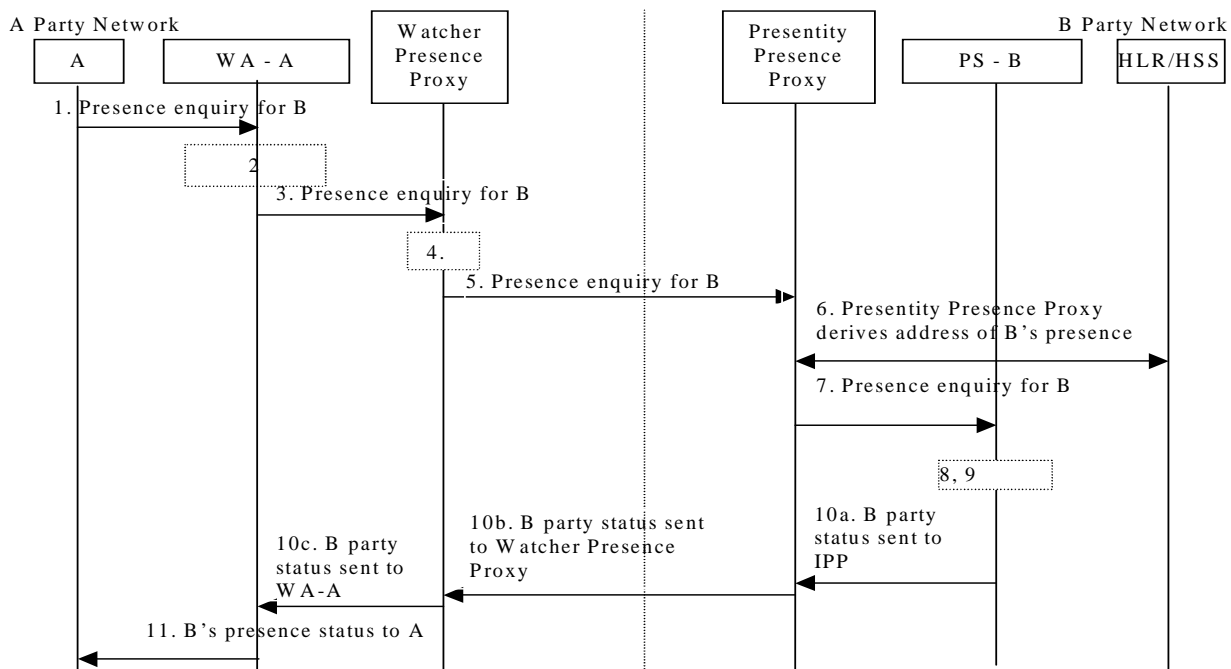 A Party Network
B Party Network
A
WA - A
Watcher
Presence
Proxy
Presentity
Presence
Proxy
PS - B
HLR/HSS
1. Presence enquiry for B
2
3. Presence enquiry for B
4.
5. Presence enquiry for B
6. Presentity Presence Proxy
derives address of B’s presence
7. Presence enquiry for B
8, 9
10a. B party
status sent to
IPP
10b. B party status sent
to Watcher Presence
Proxy
10c. B party
status sent to
WA-A
11. B’s presence status to A